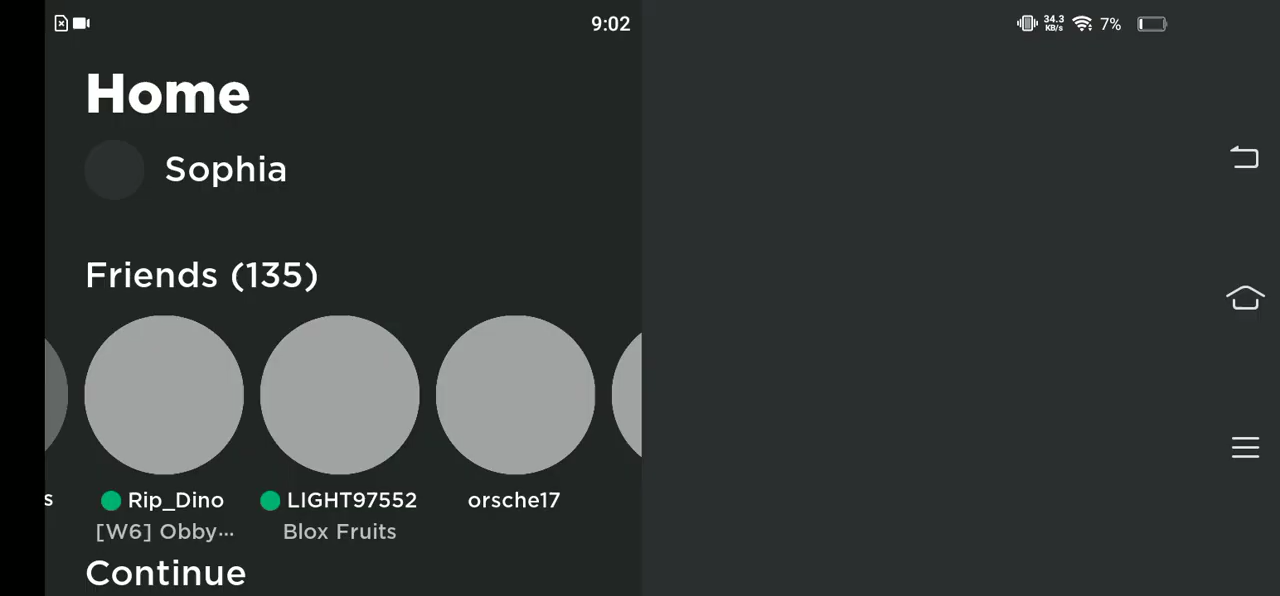 9:02
34.3
KB/s
7%
Home
Sophia
Friends (135)
s
Rip_Dino
LIGHT97552
orsche17
[W6] Obby...
Blox Fruits
Continue